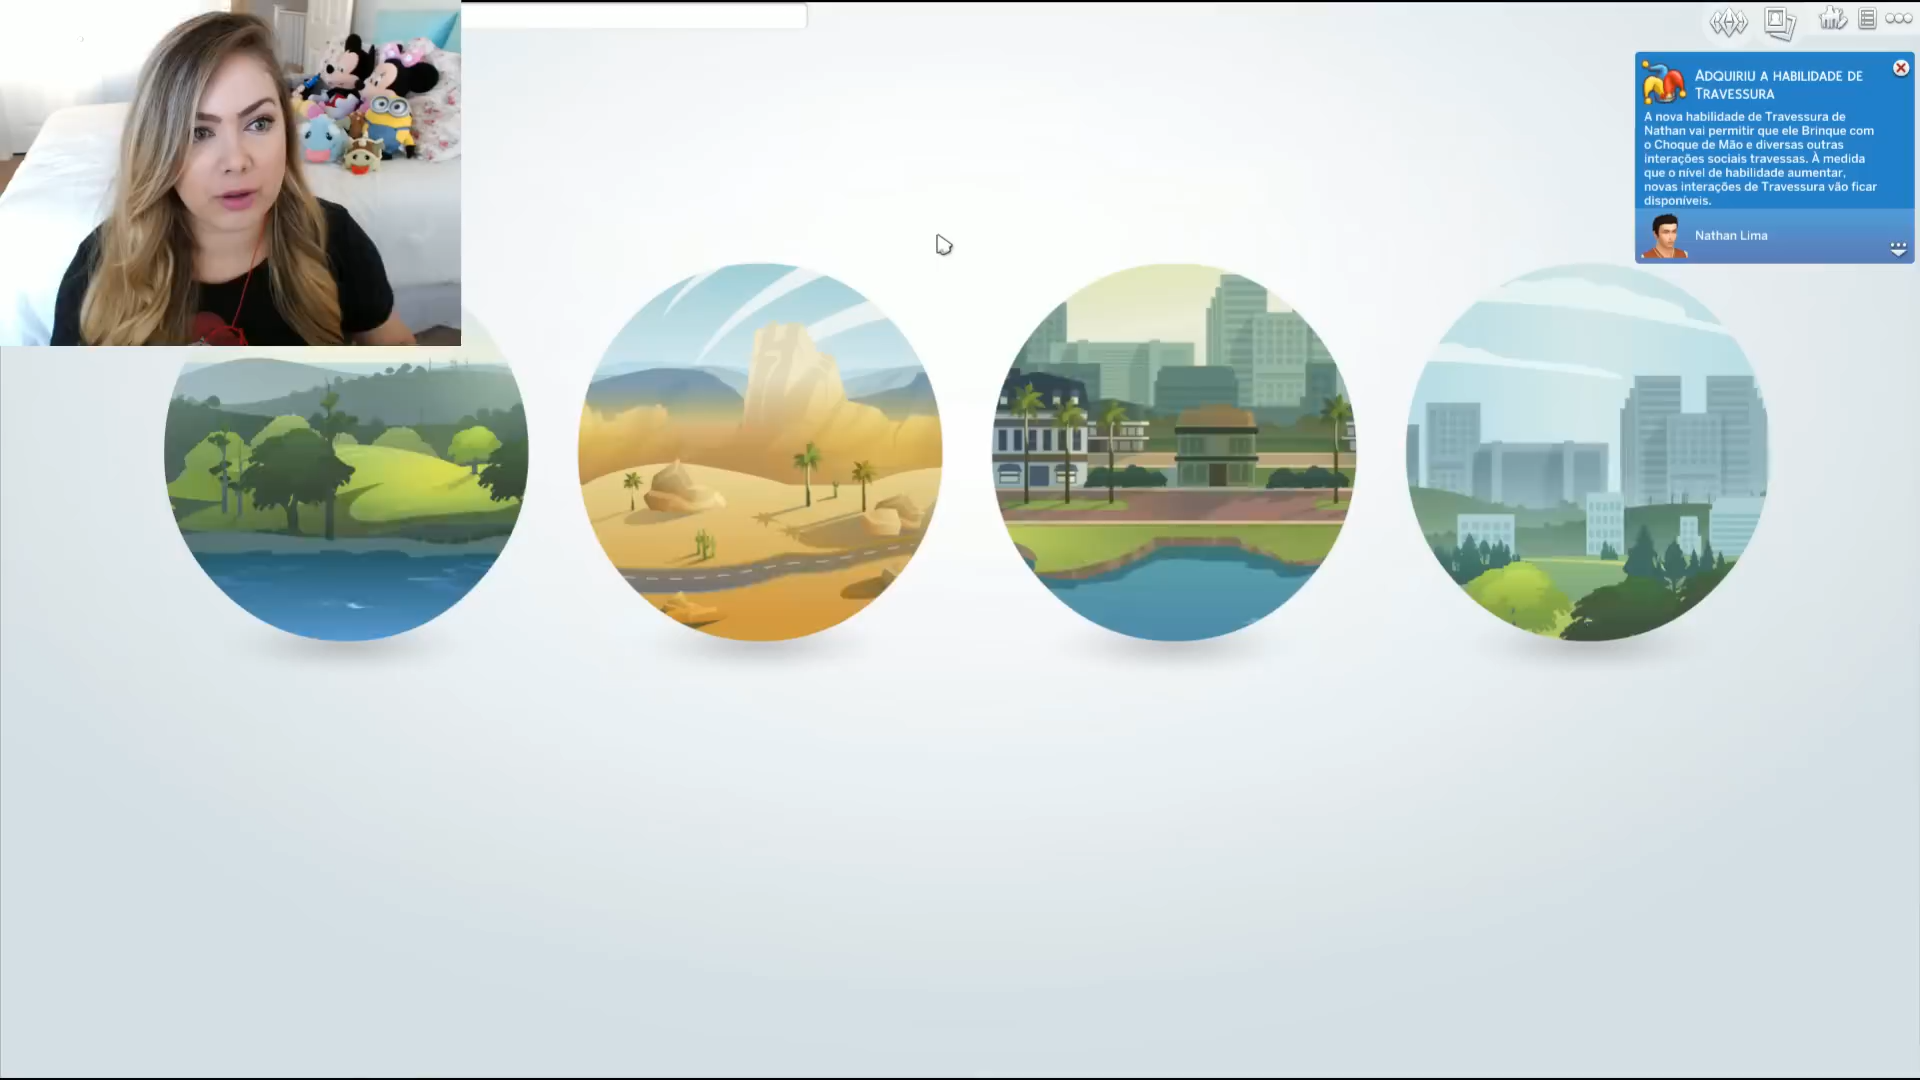 ADQUIRIU A HABILIDADE DE
TRAVESSURA
A nova habilidade de Travessura de
Nathan vai permitir que ele Brinque com
o Choque de Mão e diversas outras
interações sociais travessas. À medida
que o nível de habilidade aumentar,
novas interações de Travessura vão ficar
disponíveis.
Nathan Lima